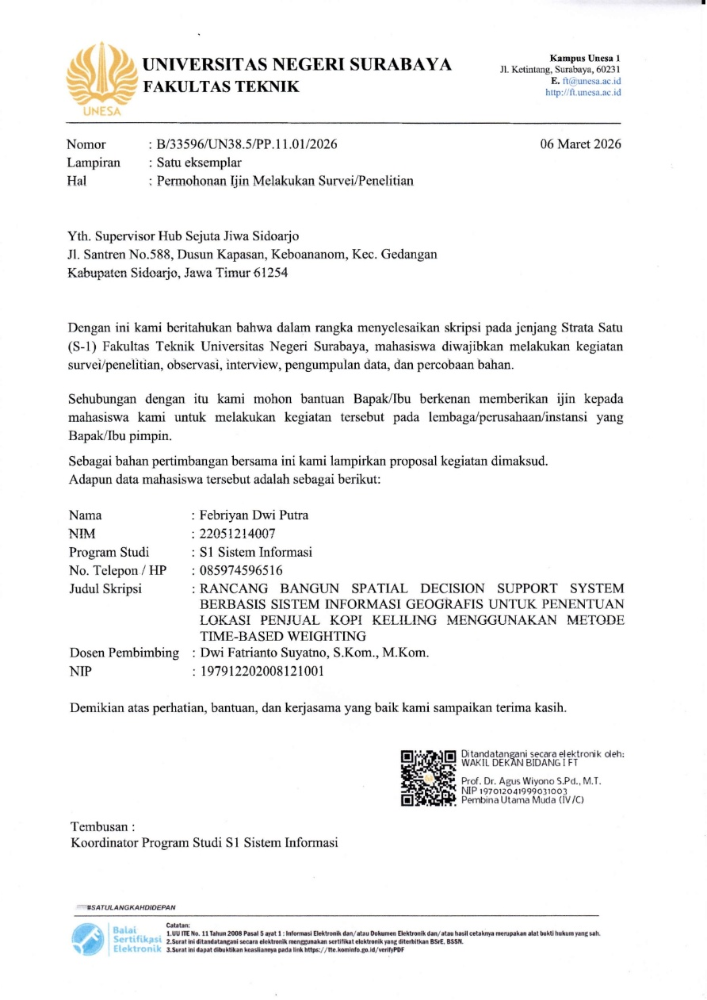 UNIVERSITAS NEGERI SURABAYA
FAKULTAS TEKNIK
UNESA
Kampus Unesa 1
Jl. Ketintang, Surabaya, 60231
E. ft@unesa.ac.id
http://ft.unesa.ac.id
Nomor : B/33596/UN38.5/PP.11.01/2026 06 Maret 2026
Lampiran : Satu eksemplar
Hal : Permohonan Ijin Melakukan Survei/Penelitian
Yth. Supervisor Hub Sejuta Jiwa Sidoarjo
Jl. Santren No.588, Dusun Kapasan, Keboananom, Kec. Gedangan
Kabupaten Sidoarjo, Jawa Timur 61254
Dengan ini kami beritahukan bahwa dalam rangka menyelesaikan skripsi pada jenjang Strata Satu
(S-1) Fakultas Teknik Universitas Negeri Surabaya, mahasiswa diwajibkan melakukan kegiatan
survei/penelitian, observasi, interview, pengumpulan data, dan percobaan bahan.
Sehubungan dengan itu kami mohon bantuan Bapak/Ibu berkenan memberikan ijin kepada
mahasiswa kami untuk melakukan kegiatan tersebut pada lembaga/perusahaan/instansi yang
Bapak/Ibu pimpin.
Sebagai bahan pertimbangan bersama ini kami lampirkan proposal kegiatan dimaksud.
Adapun data mahasiswa tersebut adalah sebagai berikut:
Nama : Febriyan Dwi Putra
NIM : 22051214007
Program Studi : S1 Sistem Informasi
No. Telepon / HP : 085974596516
Judul Skripsi : RANCANG BANGUN SPATIAL DECISION SUPPORT SYSTEM
BERBASIS SISTEM INFORMASI GEOGRAFIS UNTUK PENENTUAN
LOKASI PENJUAL KOPI KELILING MENGGUNAKAN METODE
TIME-BASED WEIGHTING
Dosen Pembimbing : Dwi Fatrianto Suyatno, S.Kom., M.Kom.
NIP : 197912202008121001
Demikian atas perhatian, bantuan, dan kerjasama yang baik kami sampaikan terima kasih.
Ditandatangani secara elektronik oleh:
WAKIL DEKAN BIDANG I FT
Prof. Dr. Agus Wiyono S.Pd., M.T.
NIP 197012041999031003
Pembina Utama Muda (IV/C)
Tembusan :
Koordinator Program Studi S1 Sistem Informasi
#SATULANGKAHDIDEPAN
Balai
Sertifikasi
Elektronik
Catatan:
1.UU ITE No. 11 Tahun 2008 Pasal 5 ayat 1 : Informasi Elektronik dan/atau Dokumen Elektronik dan/atau hasil cetaknya merupakan alat bukti hukum yang sah.
2.Surat ini ditandatangani secara elektronik menggunakan sertifikat elektronik yang diterbitkan BSrE, BSSN.
3.Surat ini dapat dibuktikan keasliannya pada link https://tte.kominfo.go.id/verifyPDF